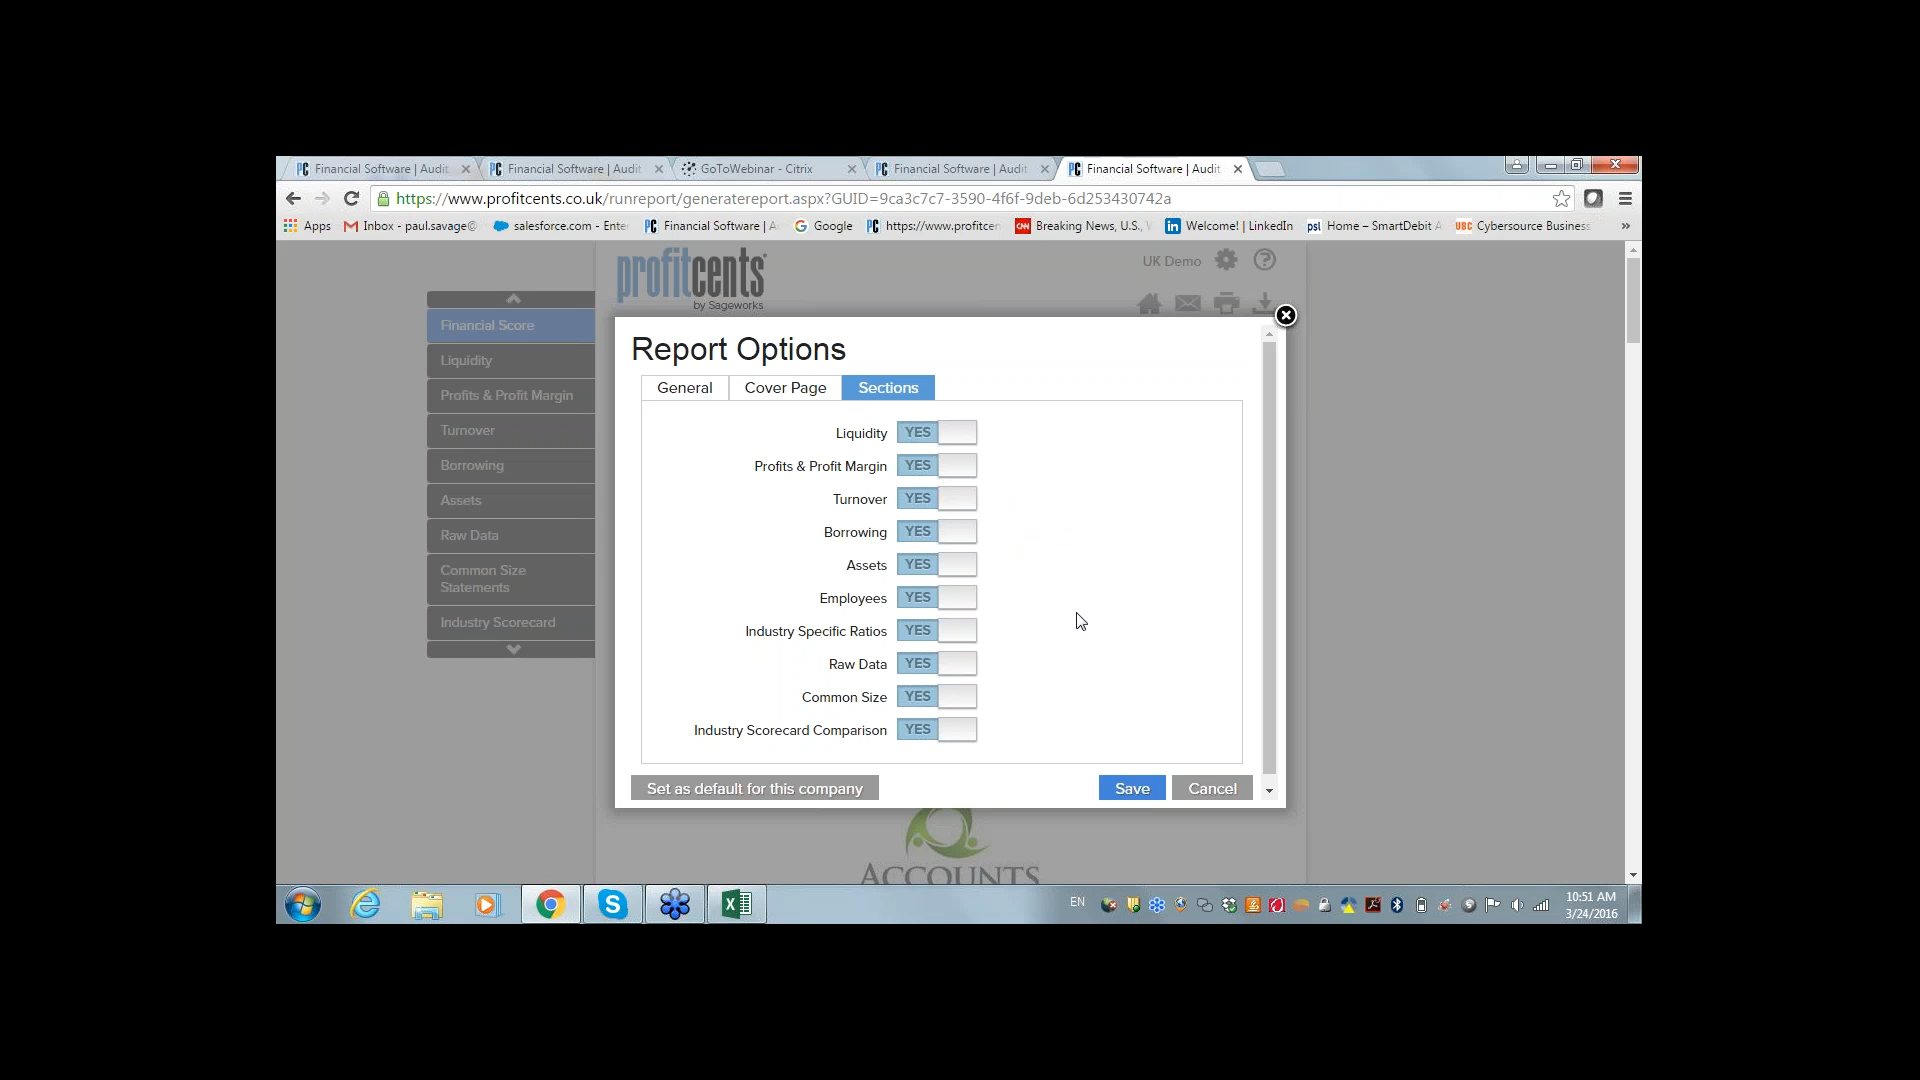 Financial Software | Audit
Financial Software | Audit
GoToWebinar - Citrix
Financial Software | Audit
Financial Software | Audit
https://www.profitcents.co.uk/runreport/generatereport.aspx?GUID=9ca3c7c7-3590-4f6f-9deb-6d253430742a
Apps
Inbox - paul.savage@
salesforce.com - Ente
Financial Software | A
Google
https://www.profitcen
CNN
Breaking News, U.S.,
Welcome! | LinkedIn
psl
Home – SmartDebit
UBC
Cybersource Business
»
profitcents
by Sageworks
UK Demo
Financial Score
Liquidity
Profits & Profit Margin
Turnover
Borrowing
Assets
Raw Data
Common Size
Statements
Industry Scorecard
Report Options
General
Cover Page
Sections
Liquidity YES
Profits & Profit Margin YES
Turnover YES
Borrowing YES
Assets YES
Employees YES
Industry Specific Ratios YES
Raw Data YES
Common Size YES
Industry Scorecard Comparison YES
Set as default for this company
Save
Cancel
ACCOUNTS
EN
10:51 AM
3/24/2016